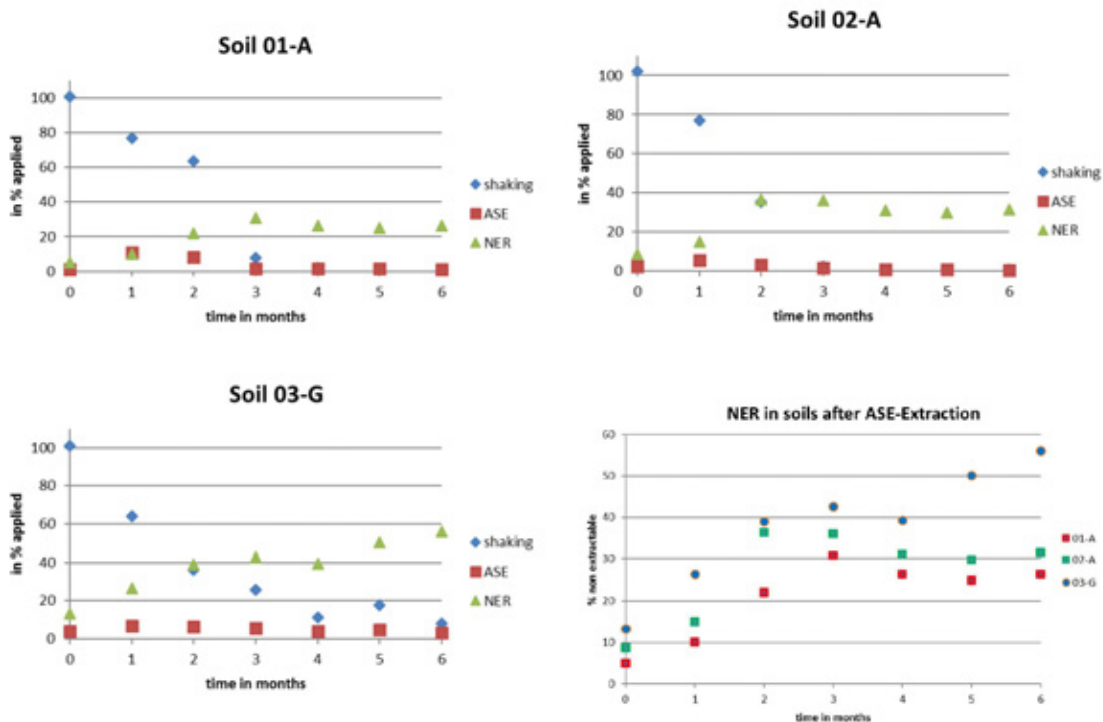 Soil 01-A
in % applied
100
80
60
40
20
0
0 1 2 3 4 5 6
time in months
shaking
ASE
NER
Soil 02-A
in % applied
100
80
60
40
20
0
0 1 2 3 4 5 6
time in months
shaking
ASE
NER
Soil 03-G
in % applied
100
80
60
40
20
0
0 1 2 3 4 5 6
time in months
shaking
ASE
NER
NER in soils after ASE-Extraction
% non extractable
60
50
40
30
20
10
0
0 1 2 3 4 5 6
time in months
01-A
02-A
03-G